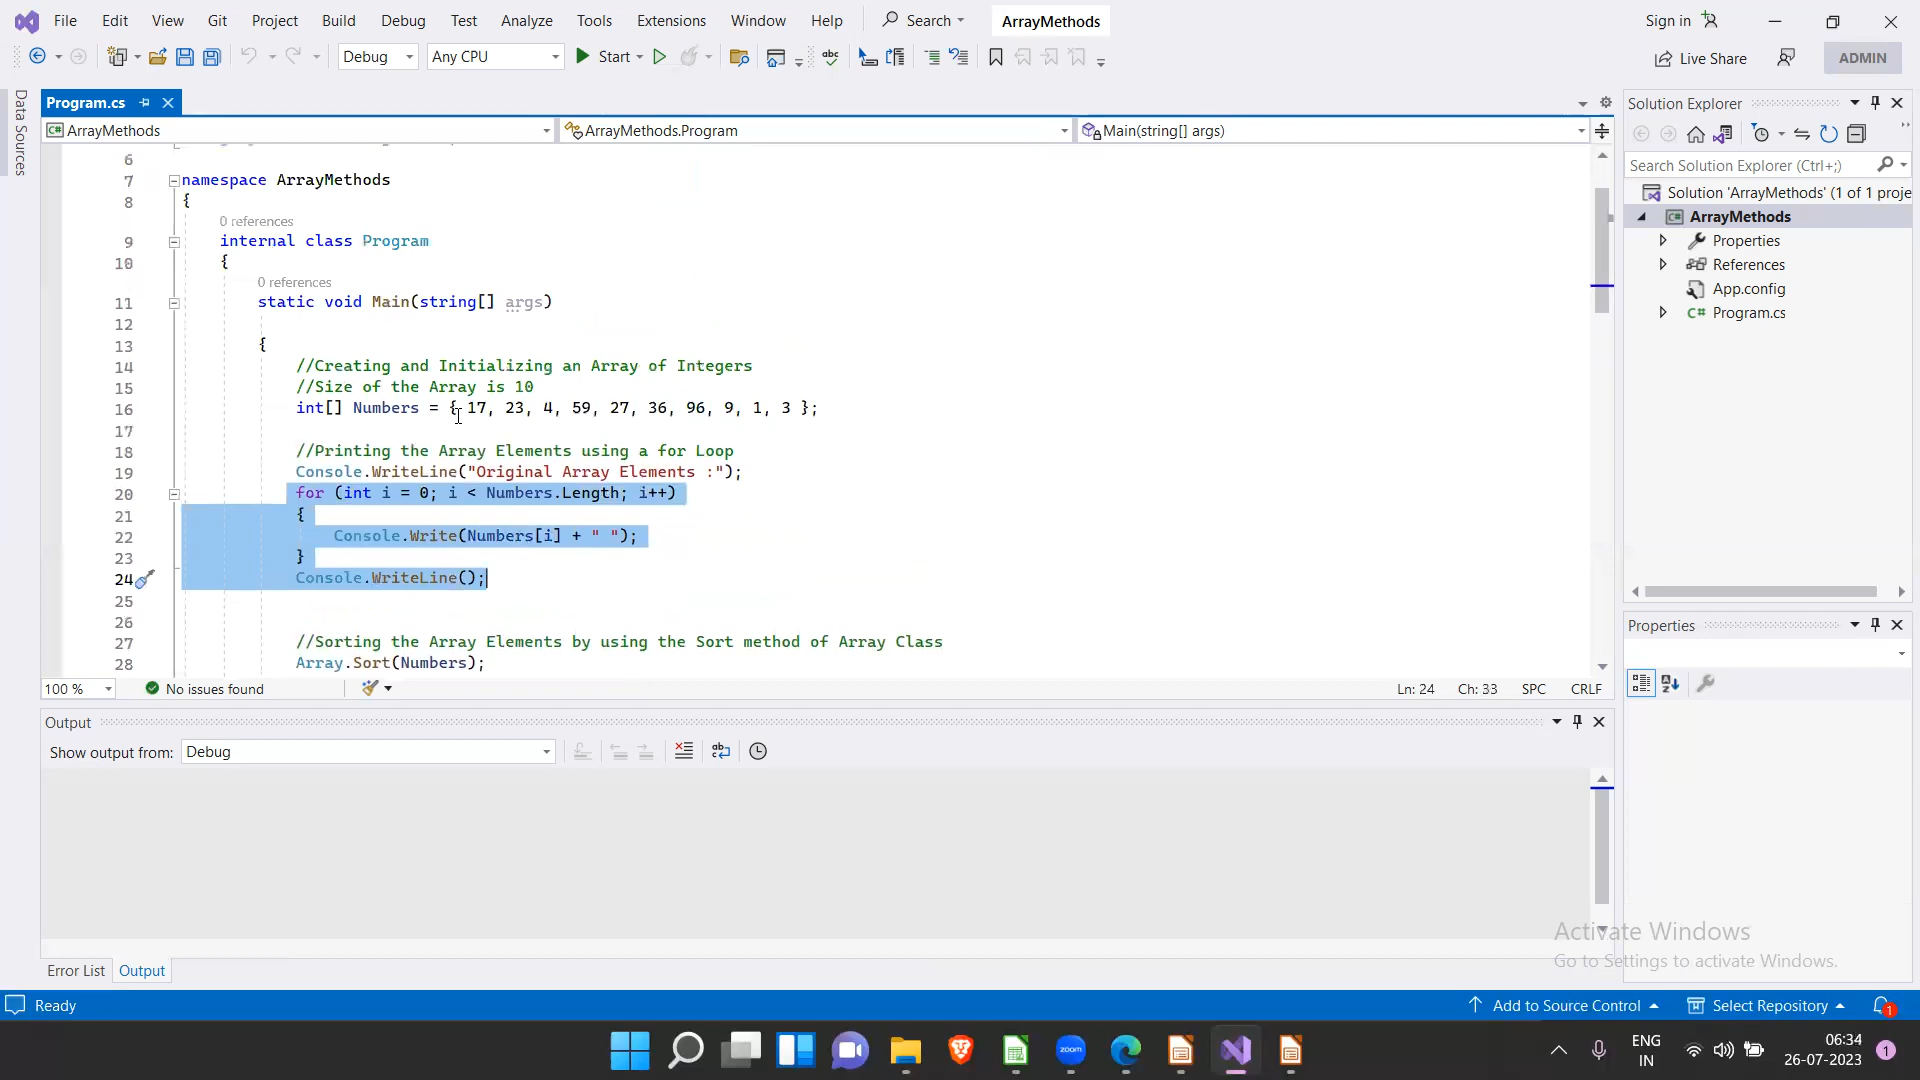 File Edit View Git Project Build Debug Test Analyze Tools Extensions Window Help Search ArrayMethods Sign in
Debug Any CPU Start Live Share ADMIN
Data Sources
Program.cs
ArrayMethods ArrayMethods.Program Main(string[] args)
6
7 namespace ArrayMethods
8 {
0 references
9 internal class Program
10 {
0 references
11 static void Main(string[] args)
12
13 {
14 //Creating and Initializing an Array of Integers
15 //Size of the Array is 10
16 int[] Numbers = { 17, 23, 4, 59, 27, 36, 96, 9, 1, 3 };
17
18 //Printing the Array Elements using a for Loop
19 Console.WriteLine("Original Array Elements :");
20 for (int i = 0; i < Numbers.Length; i++)
21 {
22 Console.Write(Numbers[i] + " ");
23 }
24 Console.WriteLine();
25
26
27 //Sorting the Array Elements by using the Sort method of Array Class
28 Array.Sort(Numbers);
100 % No issues found Ln: 24 Ch: 33 SPC CRLF
Output
Show output from: Debug
Error List Output
Solution Explorer
Search Solution Explorer (Ctrl+;)
Solution 'ArrayMethods' (1 of 1 proje
ArrayMethods
Properties
References
App.config
C# Program.cs
Properties
Activate Windows
Go to Settings to activate Windows.
Ready Add to Source Control Select Repository 1
zoom
ENG
IN
06:34
26-07-2023
1